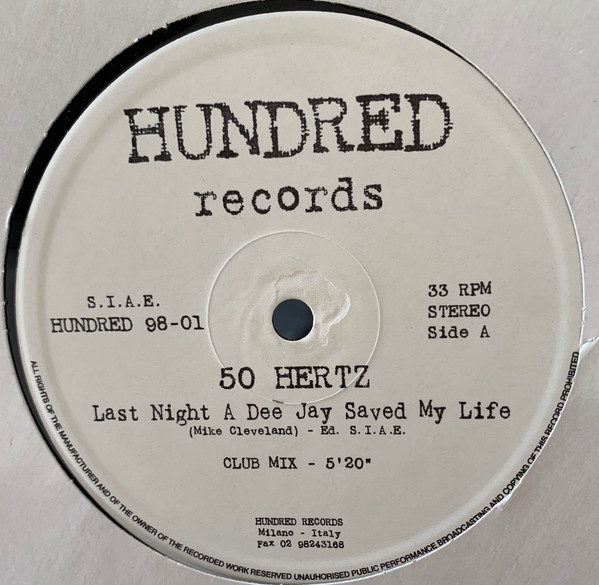 HUNDRED
records
S.I.A.E.
HUNDRED 98-01
33 RPM
STEREO
Side A
50 HERTZ
Last Night A Dee Jay Saved My Life
(Mike Cleveland) - Ed. S.I.A.E.
CLUB MIX - 5'20"
HUNDRED RECORDS
Milano - Italy
Fax 02 98243168
ALL RIGHTS OF THE MANUFACTURER AND OF THE OWNER OF THE RECORDED WORK RESERVED UNAUHORISED PUBLIC PERFORMANCE BROADCASTING AND COPYING OF THIS RECORD PROHIBITED